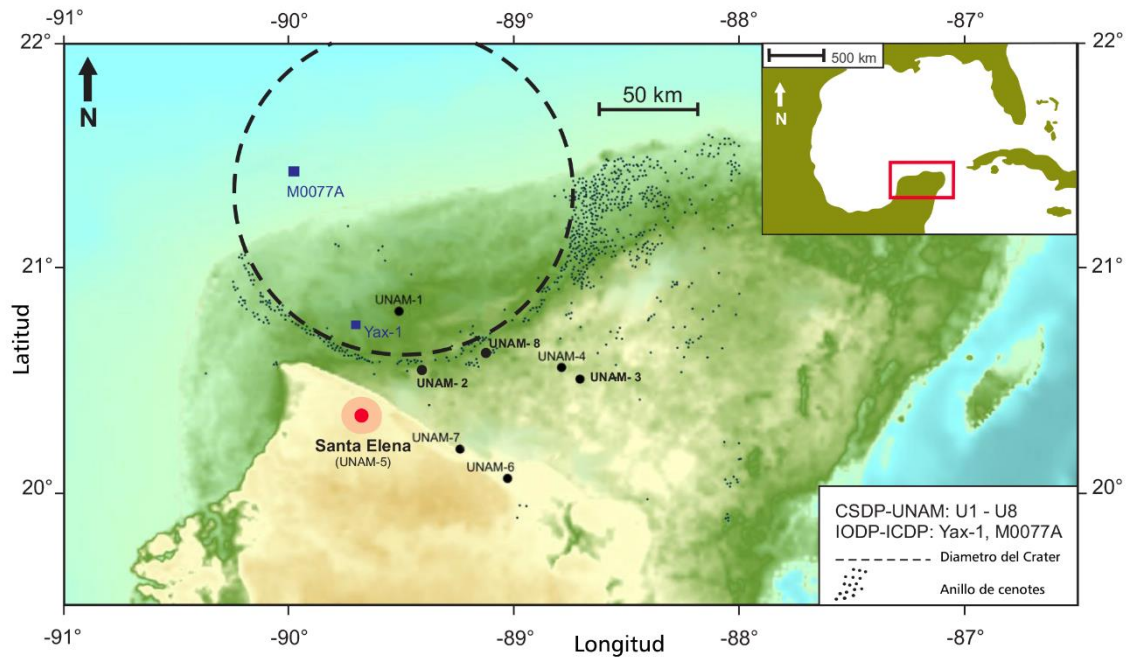 -91°
-90°
-89°
-88°
-87°
22°
22°
N
50 km
500 km
N
M0077A
21°
21°
UNAM-1
Yax-1
UNAM- 8
UNAM-4
UNAM- 2
UNAM- 3
Latitud
Santa Elena
(UNAM-5)
UNAM-7
UNAM-6
20°
20°
CSDP-UNAM: U1 - U8
IODP-ICDP: Yax-1, M0077A
Diametro del Crater
Anillo de cenotes
-91°
-90°
-89°
-88°
-87°
Longitud